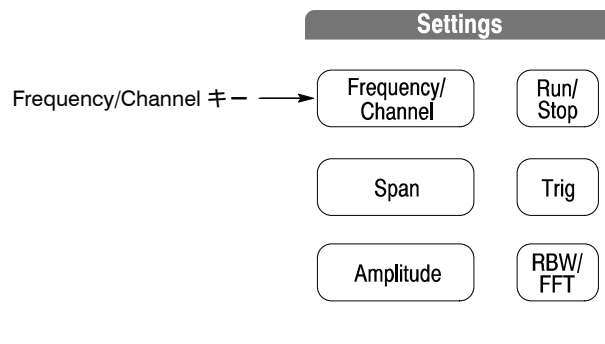 Settings
Frequency/Channel キー
Frequency/
Channel
Run/
Stop
Span
Trig
Amplitude
RBW/
FFT